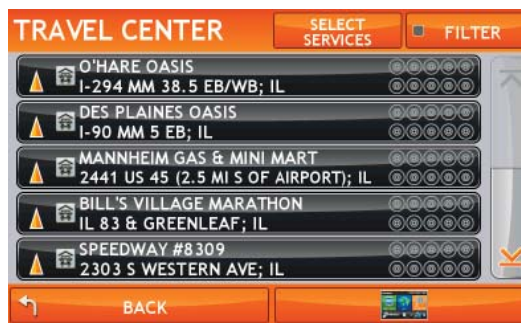 TRAVEL CENTER
SELECT
SERVICES
FILTER
O'HARE OASIS
I-294 MM 38.5 EB/WB; IL
DES PLAINES OASIS
I-90 MM 5 EB; IL
MANNHEIM GAS & MINI MART
2441 US 45 (2.5 MI S OF AIRPORT); IL
BILL'S VILLAGE MARATHON
IL 83 & GREENLEAF; IL
SPEEDWAY #8309
2303 S WESTERN AVE; IL
BACK